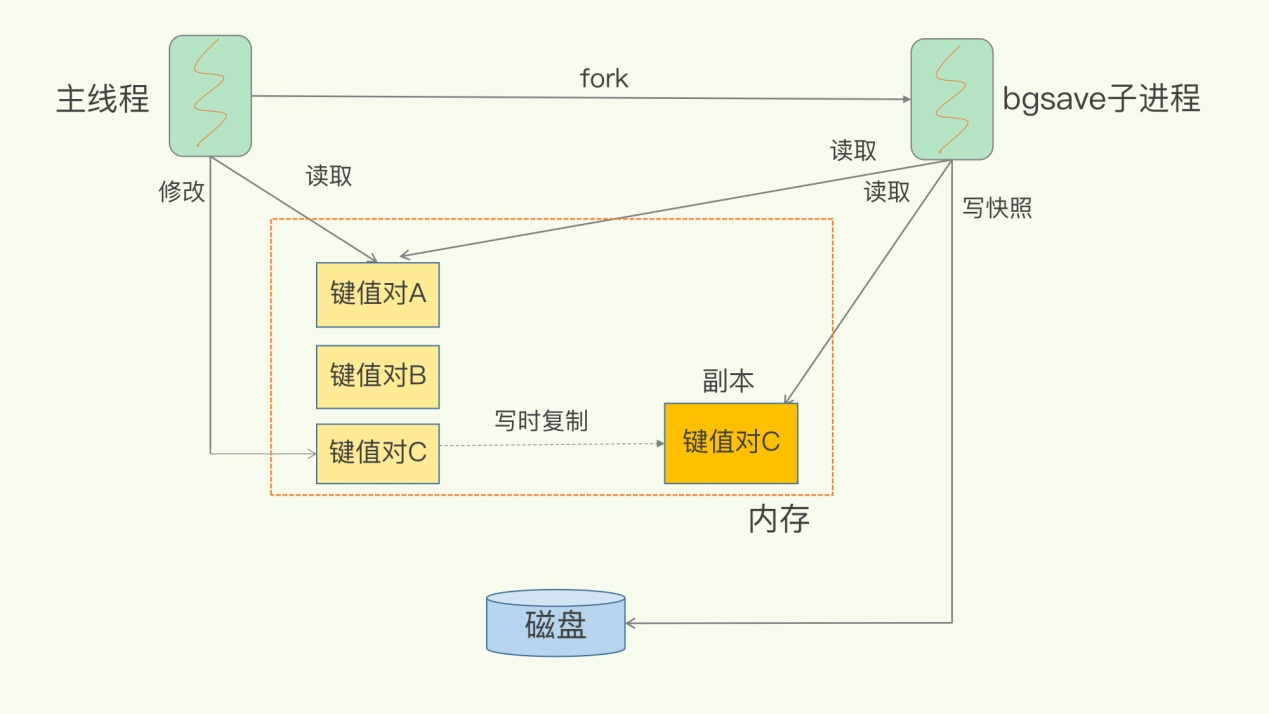 fork
主线程
bgsave子进程
修改
读取
读取
读取
写快照
键值对A
键值对B
副本
写时复制
键值对C
键值对C
内存
磁盘